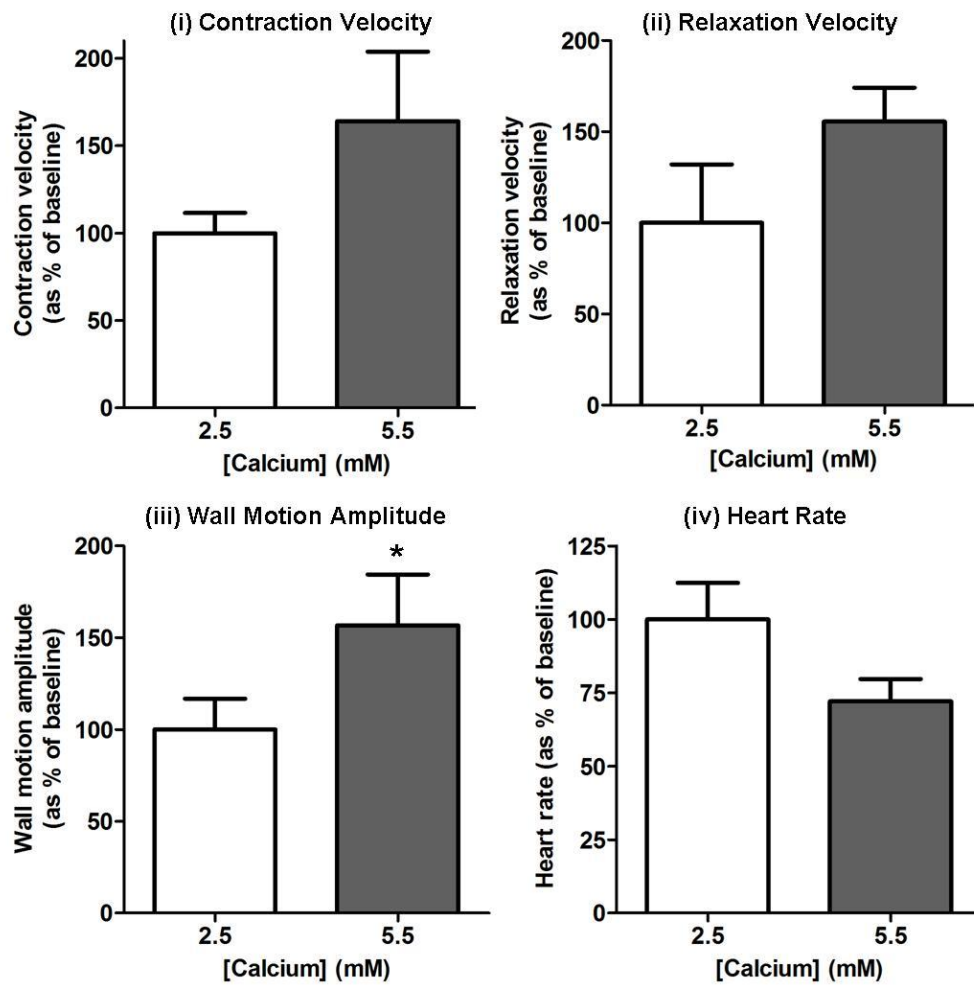 (i) Contraction Velocity
Contraction velocity
(as % of baseline)
200
150
100
50
0
2.5 5.5
[Calcium] (mM)
(ii) Relaxation Velocity
Relaxation velocity
(as % of baseline)
200
150
100
50
0
2.5 5.5
[Calcium] (mM)
(iii) Wall Motion Amplitude
Wall motion amplitude
(as % of baseline)
200
150
100
50
0
*
2.5 5.5
[Calcium] (mM)
(iv) Heart Rate
Heart rate (as % of baseline)
125
100
75
50
25
0
2.5 5.5
[Calcium] (mM)